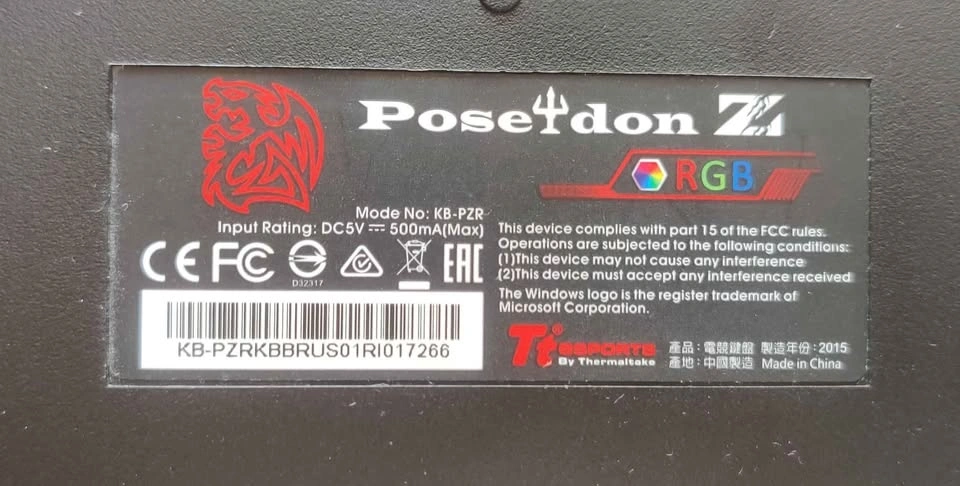 Poseidon Z
RGB
Mode No: KB-PZR
Input Rating: DC5V ⎓ 500mA(Max)
CE FC EAC
D32317
KB-PZRKBBRUS01RI017266
This device complies with part 15 of the FCC rules.
Operations are subjected to the following conditions:
(1)This device may not cause any interference
(2)This device must accept any interference received
The Windows logo is the register trademark of
Microsoft Corporation.
Tt eSPORTS
By Thermaltake
產品：電競鍵盤 製造年份：2015
產地：中國製造 Made in China